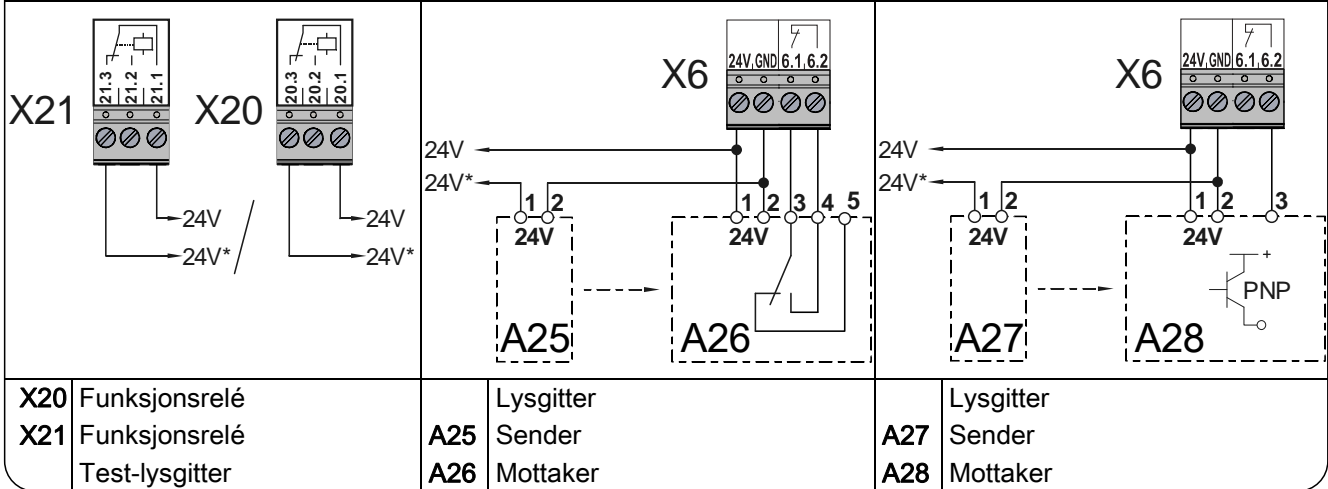 21.3 21.2 21.1
X21
24V
24V*
20.3 20.2 20.1
X20
24V
24V*
X6
24V GND 6.1 6.2
24V
24V*
1 2
24V
A25
1 2 3 4 5
24V
A26
X6
24V GND 6.1 6.2
24V
24V*
1 2
24V
A27
1 2 3
24V
+
PNP
A28
X20 Funksjonsrelé
X21 Funksjonsrelé
Test-lysgitter
Lysgitter
A25 Sender
A26 Mottaker
Lysgitter
A27 Sender
A28 Mottaker